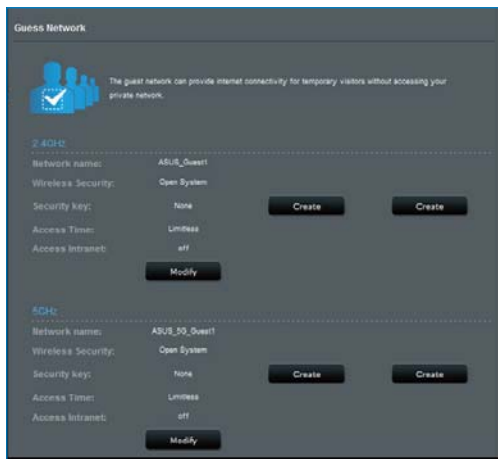 Guess Network
The guest network can provide internet connectivity for temporary visitors without accessing your
private network.
2.4GHz
Network name: ASUS_Guest1
Wireless Security: Open System
Security key: None Create Create
Access Time: Limitless
Access Intranet: off
Modify
5GHz
Network name: ASUS_5G_Guest1
Wireless Security: Open System
Security key: None Create Create
Access Time: Limitless
Access Intranet: off
Modify